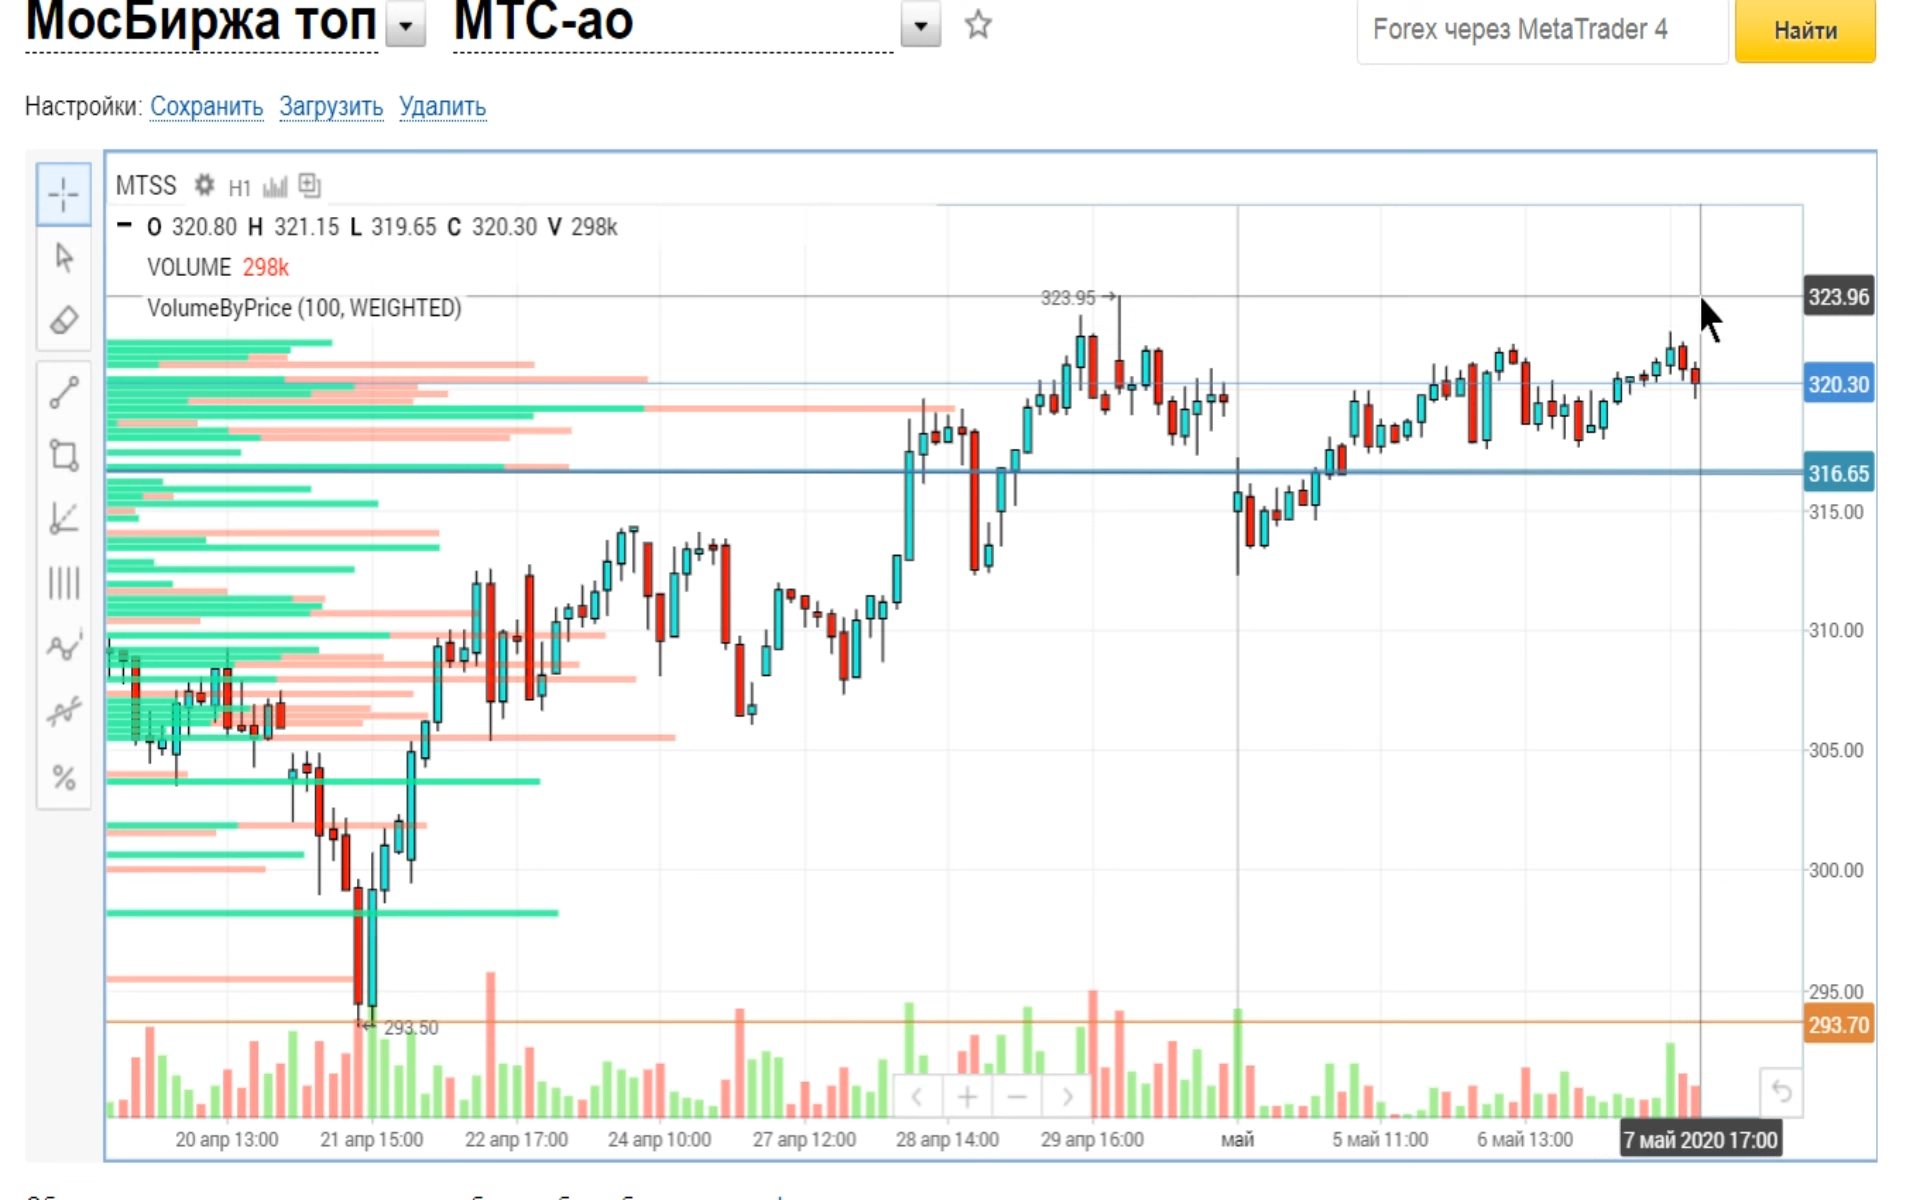 МосБиржа топ МТС-ао Forex через MetaTrader 4 Найти
Настройки: Сохранить Загрузить Удалить
MTSS H1
O 320.80 H 321.15 L 319.65 C 320.30 V 298k
VOLUME 298k
VolumeByPrice (100, WEIGHTED)
323.95
323.96
320.30
316.65
315.00
310.00
305.00
300.00
295.00
293.70
293.50
20 апр 13:00 21 апр 15:00 22 апр 17:00 24 апр 10:00 27 апр 12:00 28 апр 14:00 29 апр 16:00 май 5 май 11:00 6 май 13:00 7 май 2020 17:00